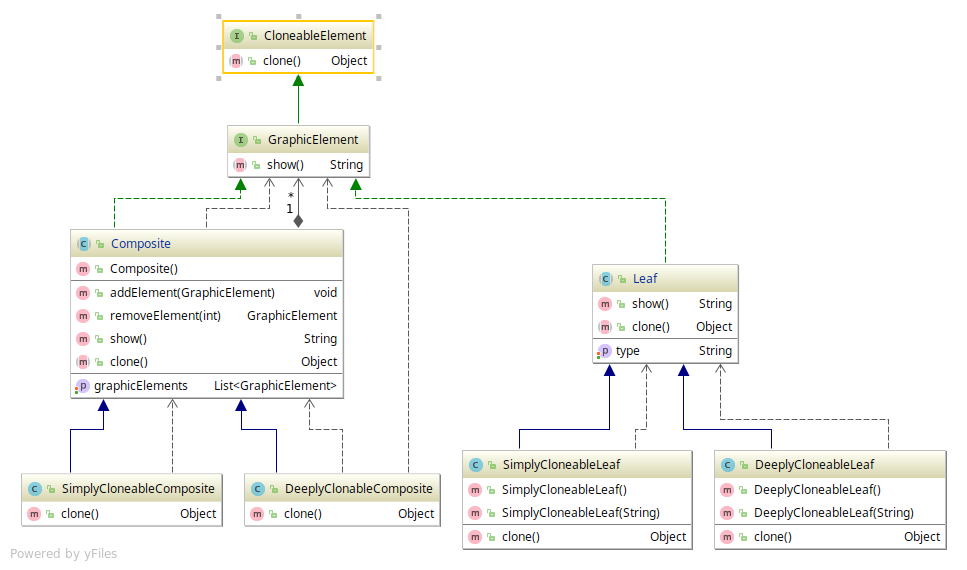 CloneableElement
clone() Object
GraphicElement
show() String
*
1
Composite
Composite()
addElement(GraphicElement) void
removeElement(int) GraphicElement
show() String
clone() Object
graphicElements List<GraphicElement>
Leaf
show() String
clone() Object
type String
SimplyCloneableComposite
clone() Object
DeeplyClonableComposite
clone() Object
SimplyCloneableLeaf
SimplyCloneableLeaf()
SimplyCloneableLeaf(String)
clone() Object
DeeplyCloneableLeaf
DeeplyCloneableLeaf()
DeeplyCloneableLeaf(String)
clone() Object
Powered by yFiles